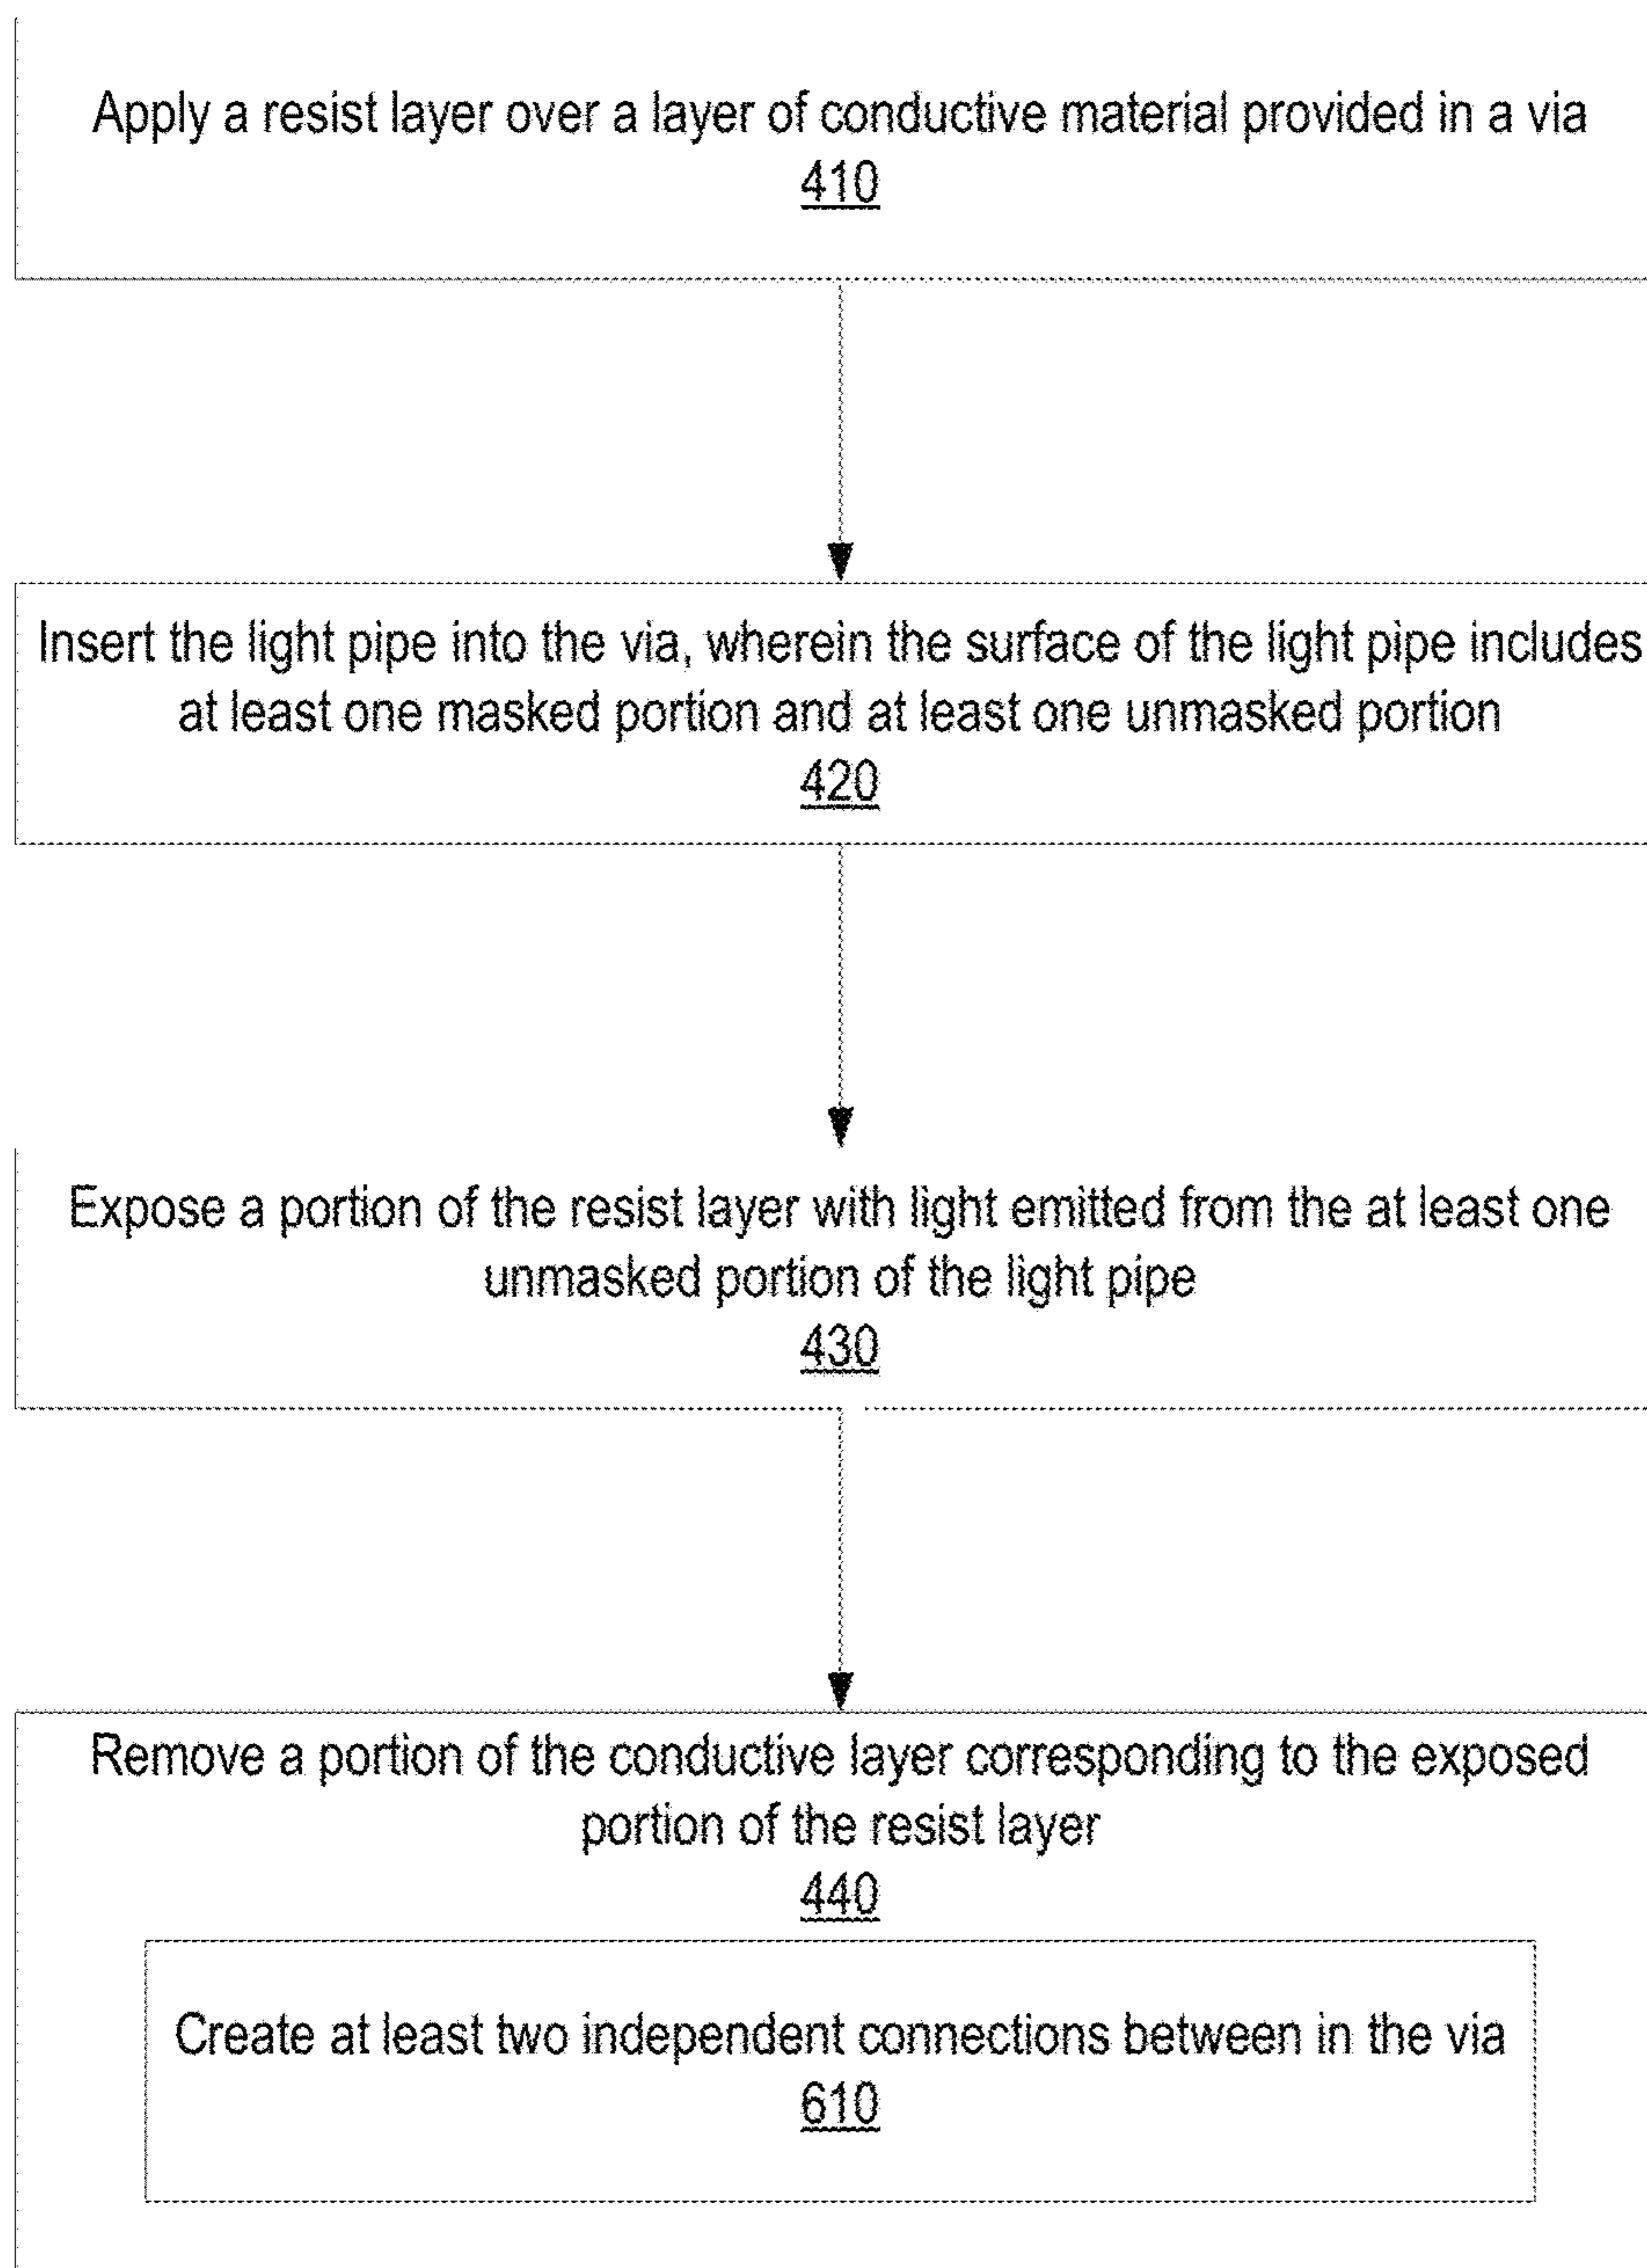 Apply a resist layer over a layer of conductive material provided in a via
410
Insert the light pipe into the via, wherein the surface of the light pipe includes
at least one masked portion and at least one unmasked portion
420
Expose a portion of the resist layer with light emitted from the at least one
unmasked portion of the light pipe
430
Remove a portion of the conductive layer corresponding to the exposed
portion of the resist layer
440
Create at least two independent connections between in the via
610